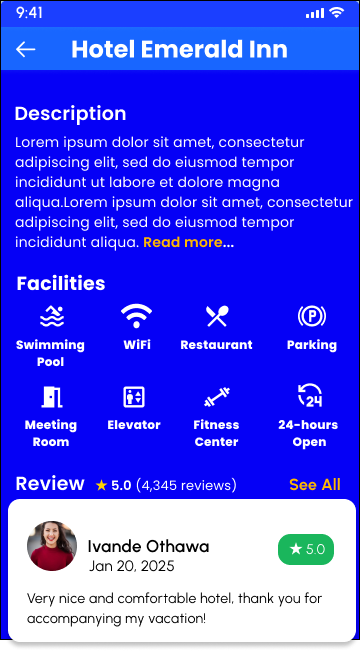 9:41
Hotel Emerald Inn
Description
Lorem ipsum dolor sit amet, consectetur
adipiscing elit, sed do eiusmod tempor
incididunt ut labore et dolore magna
aliqua.Lorem ipsum dolor sit amet, consectetur
adipiscing elit, sed do eiusmod tempor
incididunt aliqua. Read more...
Facilities
Swimming Pool
WiFi
Restaurant
P
Parking
Meeting Room
Elevator
Fitness Center
24
24-hours Open
Review ★ 5.0 (4,345 reviews) See All
Ivande Othawa
★ 5.0
Jan 20, 2025
Very nice and comfortable hotel, thank you for
accompanying my vacation!